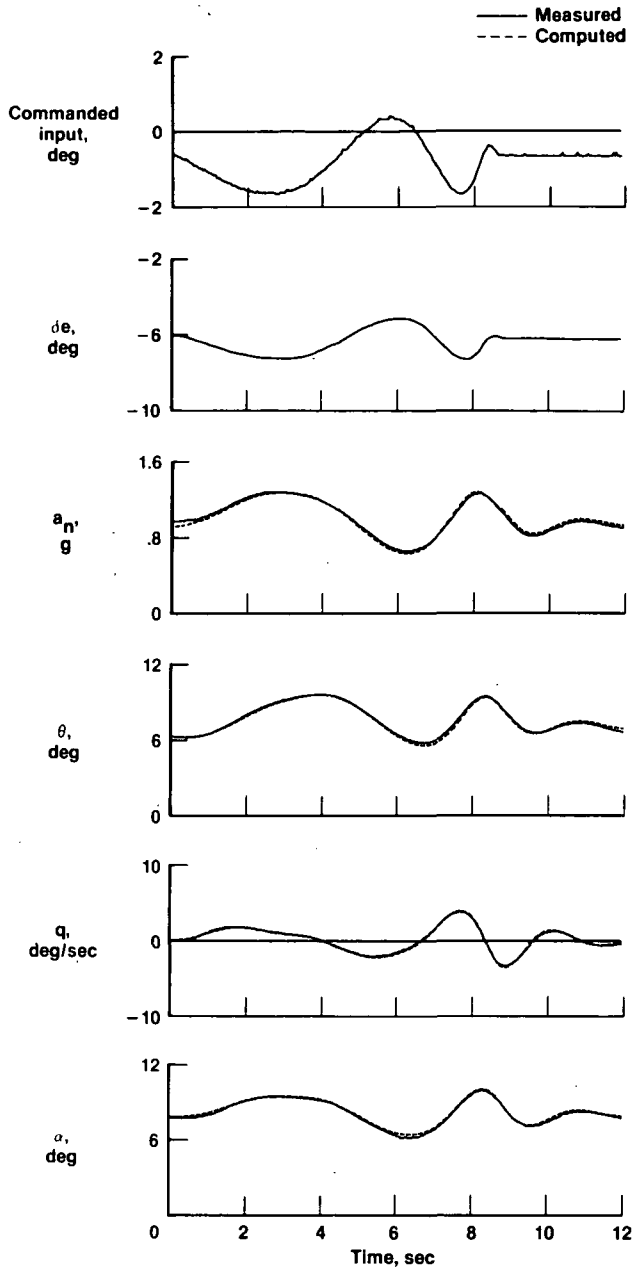 Measured
Computed
2
Commanded
input,
deg
0
−2
−2
δe,
deg
−6
−10
1.6
an,
g
.8
0
12
θ,
deg
6
0
10
q,
deg/sec
0
−10
12
α,
deg
6
0 2 4 6 8 10 12
Time, sec